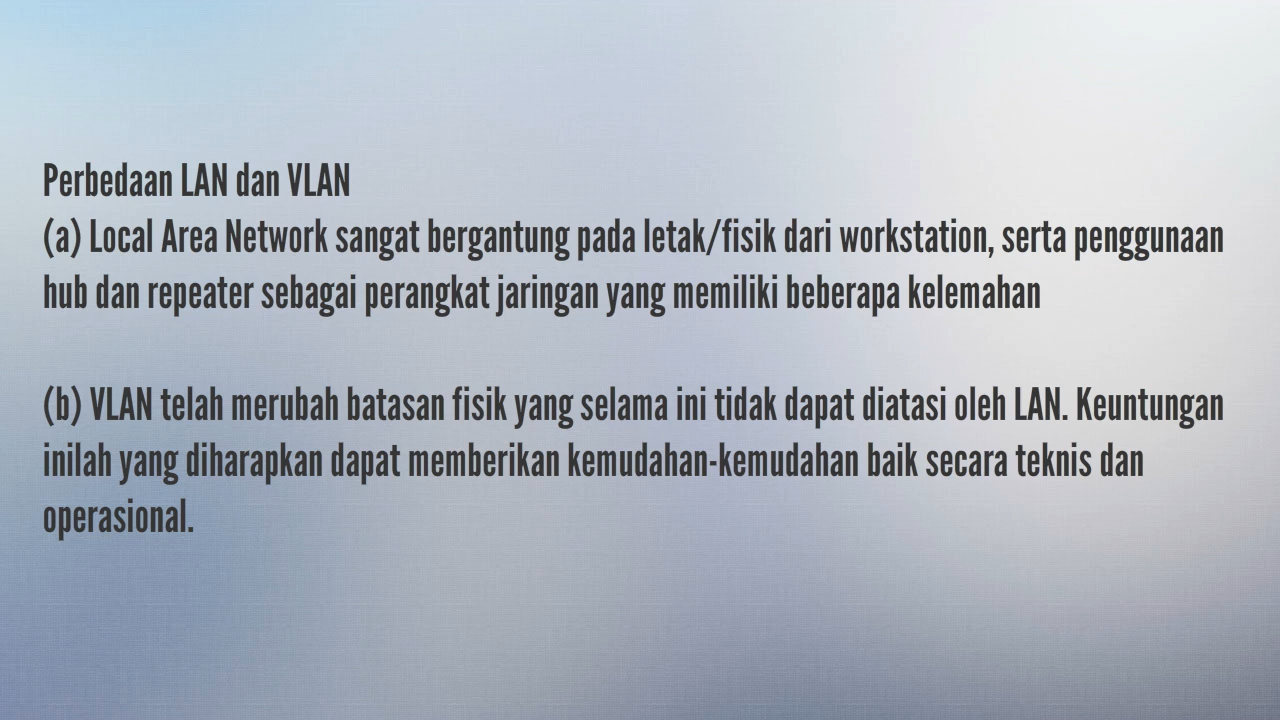 Perbedaan LAN dan VLAN
(a) Local Area Network sangat bergantung pada letak/fisik dari workstation, serta penggunaan
hub dan repeater sebagai perangkat jaringan yang memiliki beberapa kelemahan
(b) VLAN telah merubah batasan fisik yang selama ini tidak dapat diatasi oleh LAN. Keuntungan
inilah yang diharapkan dapat memberikan kemudahan-kemudahan baik secara teknis dan
operasional.